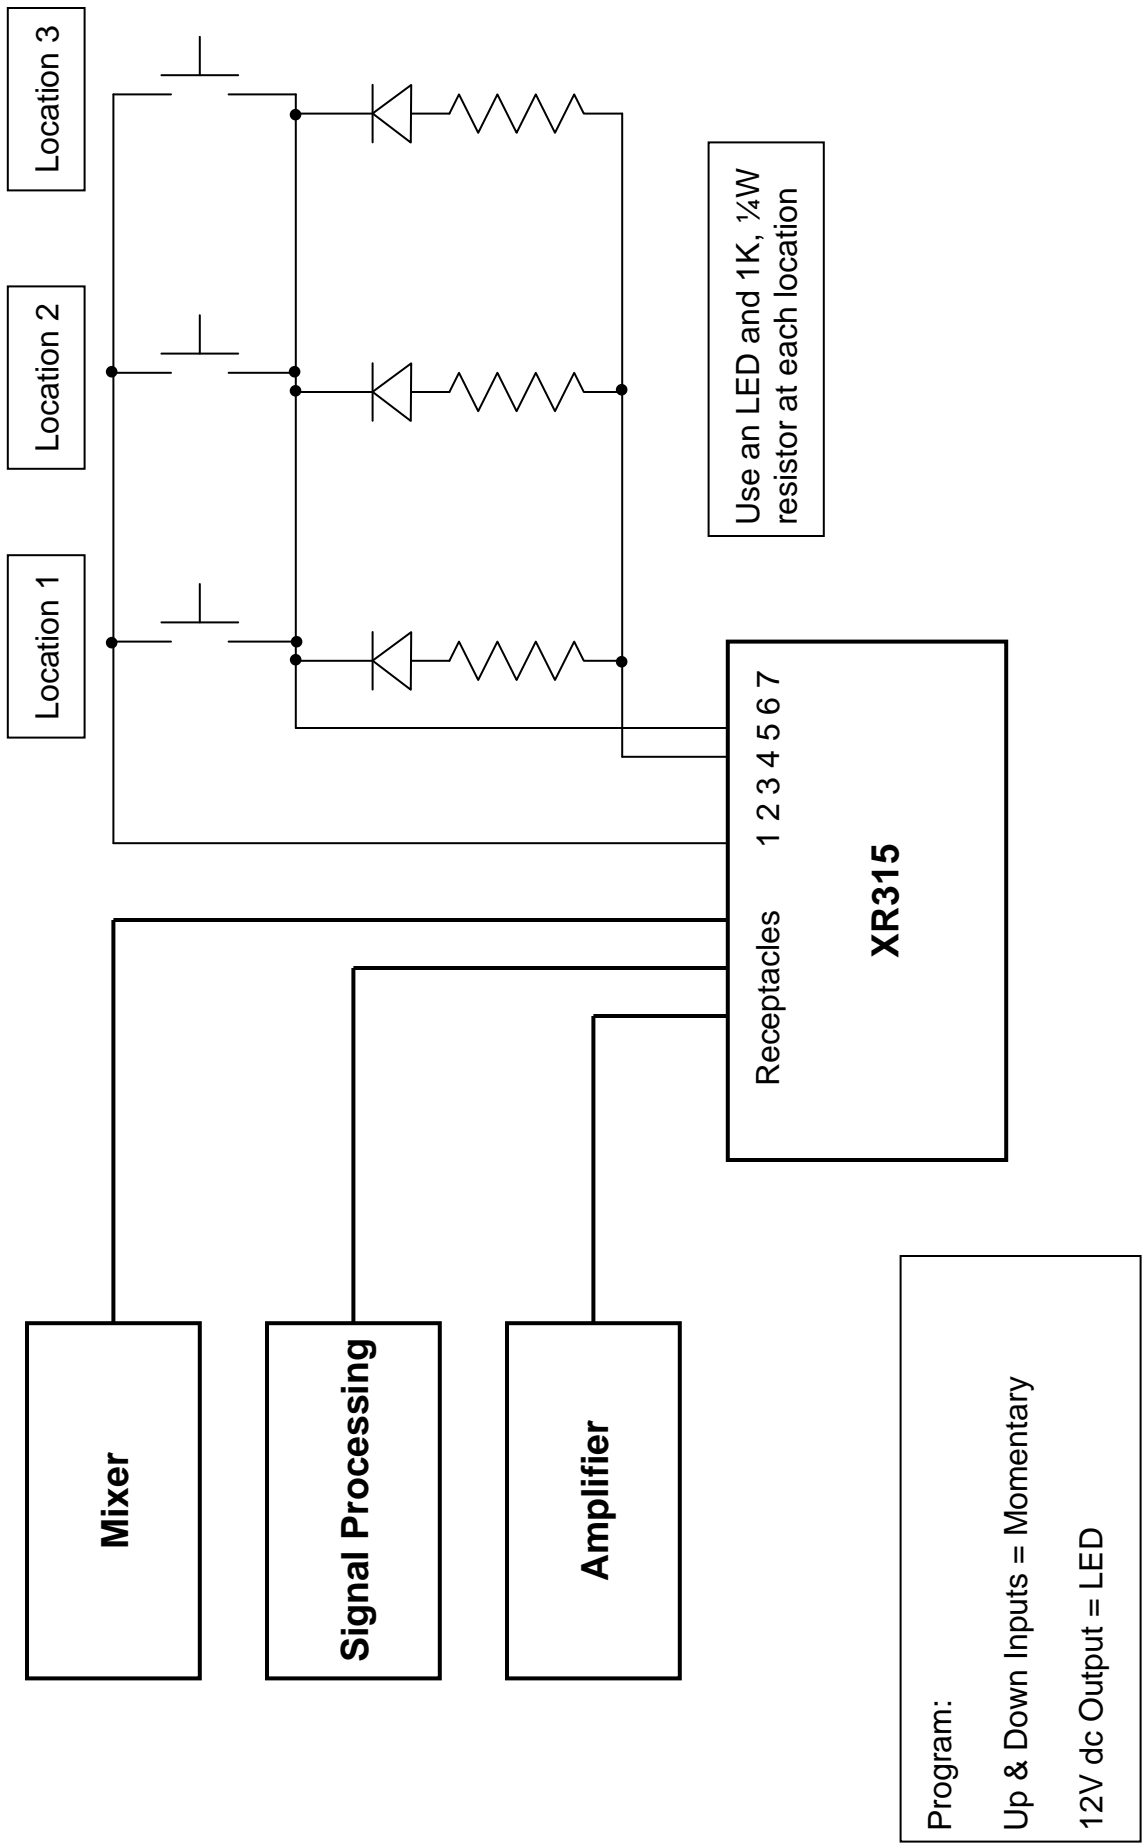 Location 1
Location 2
Location 3
Mixer
Signal Processing
Amplifier
Use an LED and 1K, ¼W
resistor at each location
Receptacles
1 2 3 4 5 6 7
XR315
Program:
Up & Down Inputs = Momentary
12V dc Output = LED